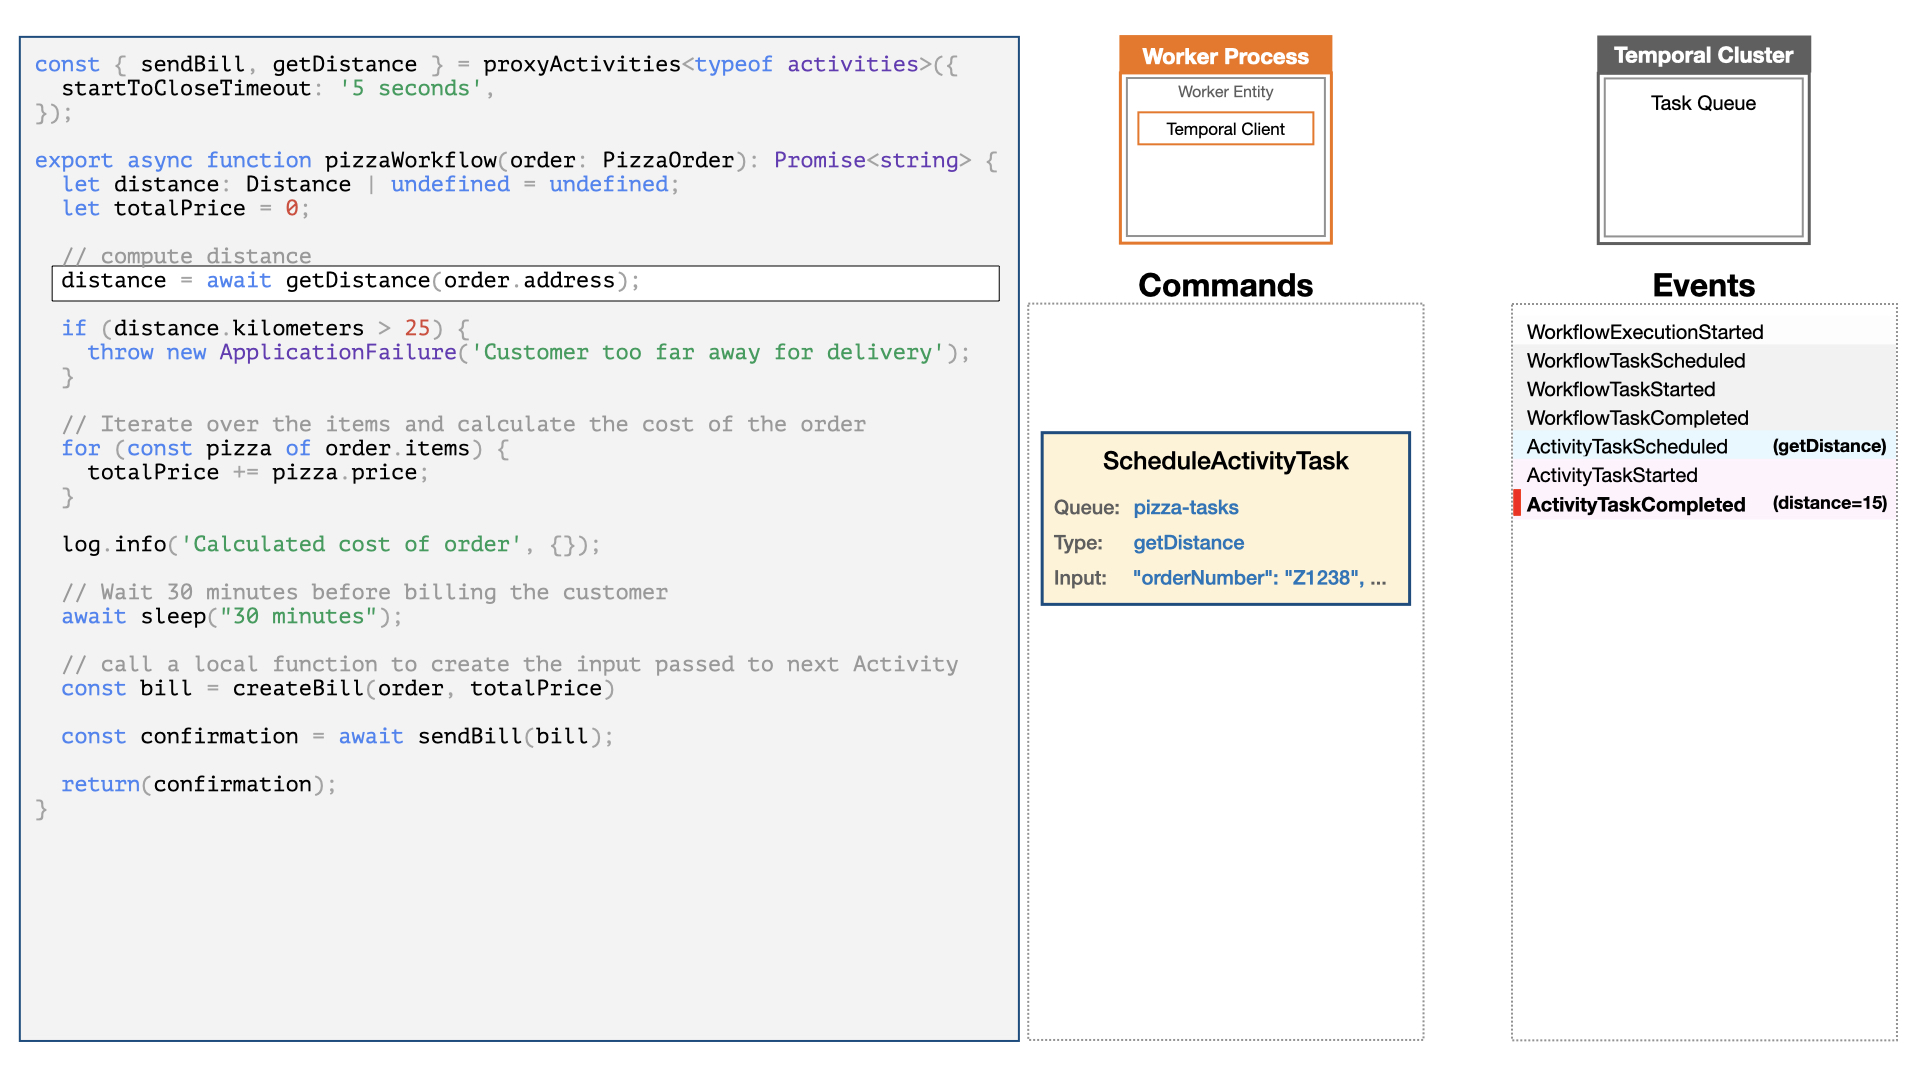 const { sendBill, getDistance } = proxyActivities<typeof activities>({
  startToCloseTimeout: '5 seconds',
});

export async function pizzaWorkflow(order: PizzaOrder): Promise<string> {
  let distance: Distance | undefined = undefined;
  let totalPrice = 0;

  // compute distance
  distance = await getDistance(order.address);

  if (distance.kilometers > 25) {
    throw new ApplicationFailure('Customer too far away for delivery');
  }

  // Iterate over the items and calculate the cost of the order
  for (const pizza of order.items) {
    totalPrice += pizza.price;
  }

  log.info('Calculated cost of order', {});

  // Wait 30 minutes before billing the customer
  await sleep("30 minutes");

  // call a local function to create the input passed to next Activity
  const bill = createBill(order, totalPrice)

  const confirmation = await sendBill(bill);

  return(confirmation);
}
Worker Process
Worker Entity
Temporal Client
Commands
ScheduleActivityTask
Queue: pizza-tasks
Type: getDistance
Input: "orderNumber": "Z1238", ...
Temporal Cluster
Task Queue
Events
WorkflowExecutionStarted
WorkflowTaskScheduled
WorkflowTaskStarted
WorkflowTaskCompleted
ActivityTaskScheduled (getDistance)
ActivityTaskStarted
ActivityTaskCompleted (distance=15)